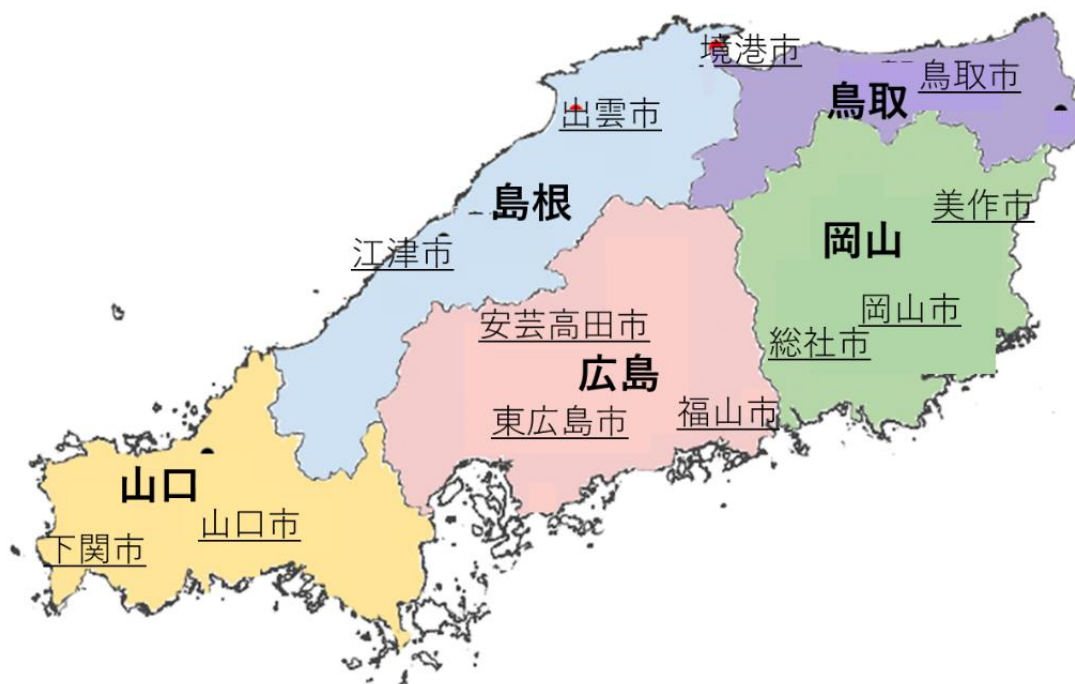 境港市
鳥取市
鳥取
出雲市
島根
美作市
岡山
江津市
岡山市
安芸高田市
総社市
広島
東広島市
福山市
山口
山口市
下関市